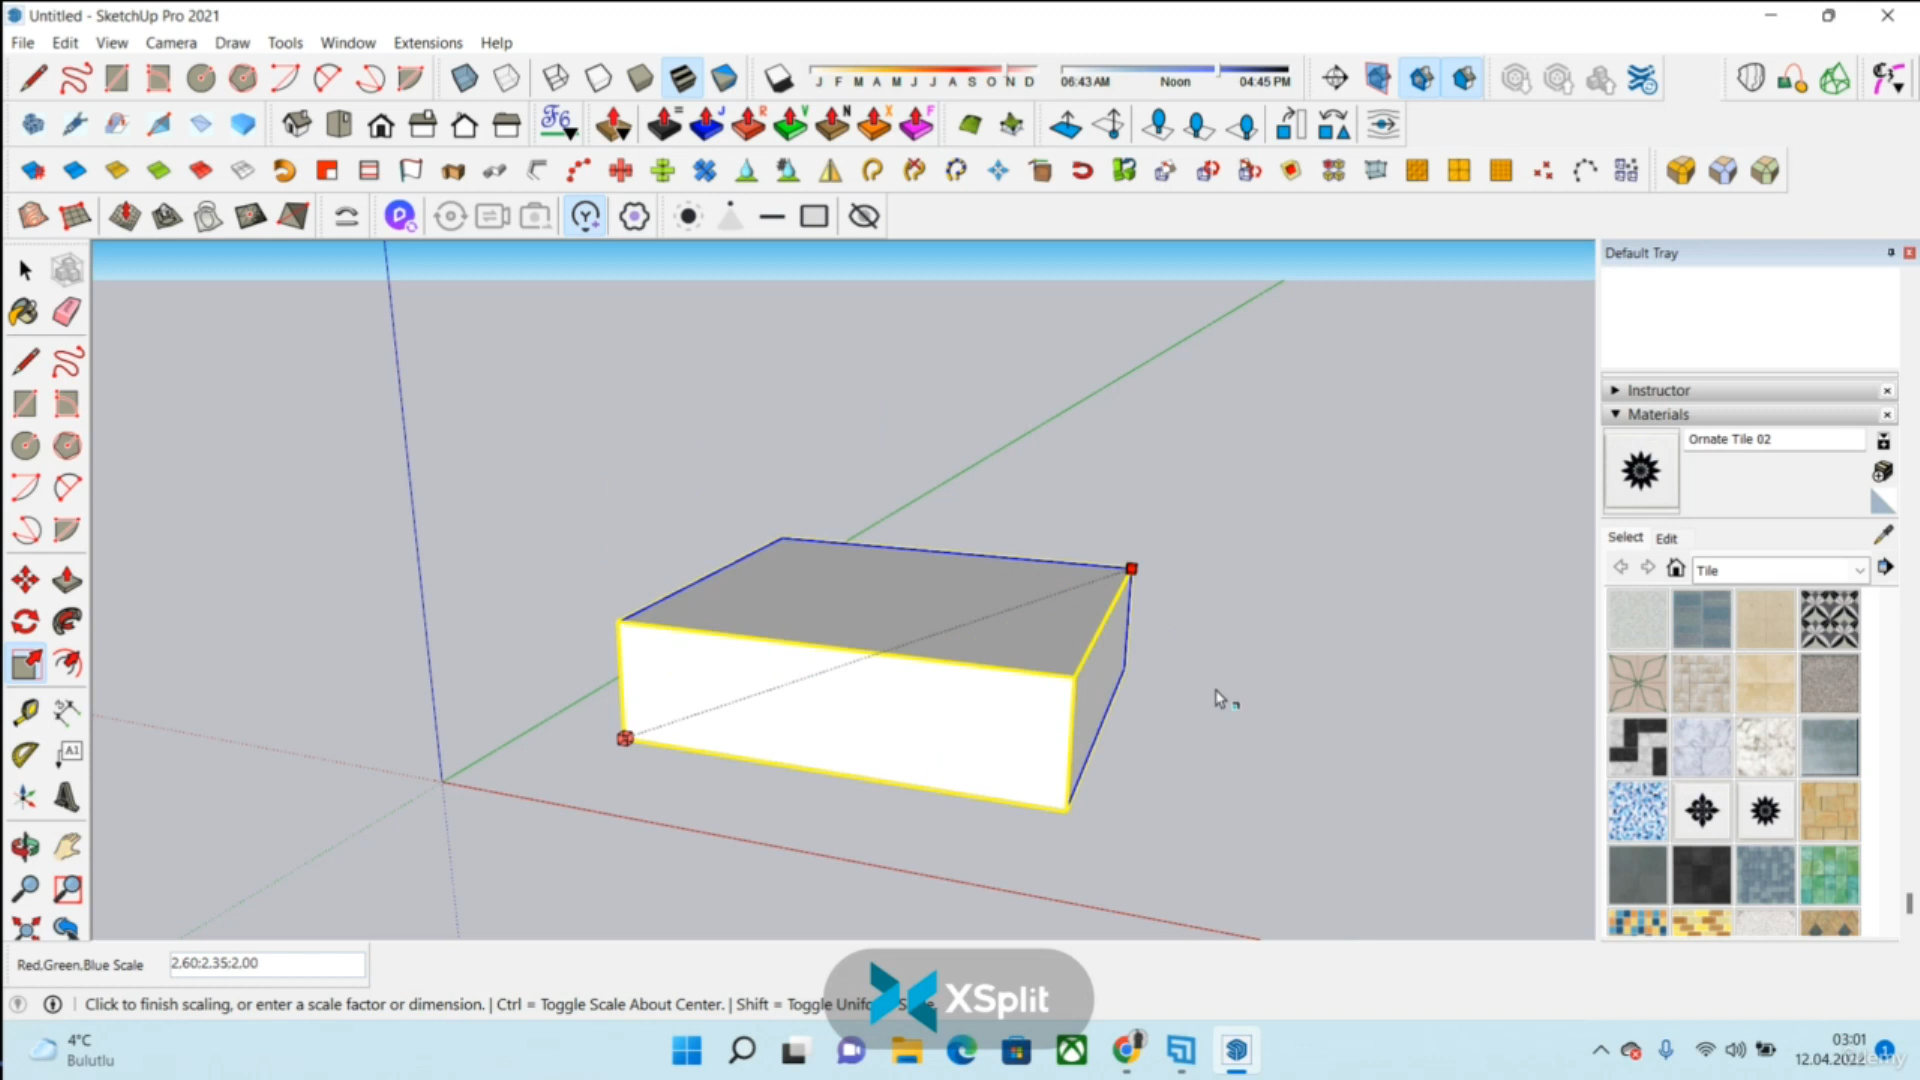 Untitled - SketchUp Pro 2021
File Edit View Camera Draw Tools Window Extensions Help
J F M A M J J A S O N D
06:43 AM Noon 04:45 PM
F6 = J R V N X F
Default Tray
Instructor
Materials
Ornate Tile 02
Select Edit
Tile
A1
Red,Green,Blue Scale 2,60;2,35;2,00
Click to finish scaling, or enter a scale factor or dimension. | Ctrl = Toggle Scale About Center. | Shift = Toggle
XSplit
4°C
Bulutlu
03:01
12.04.2022